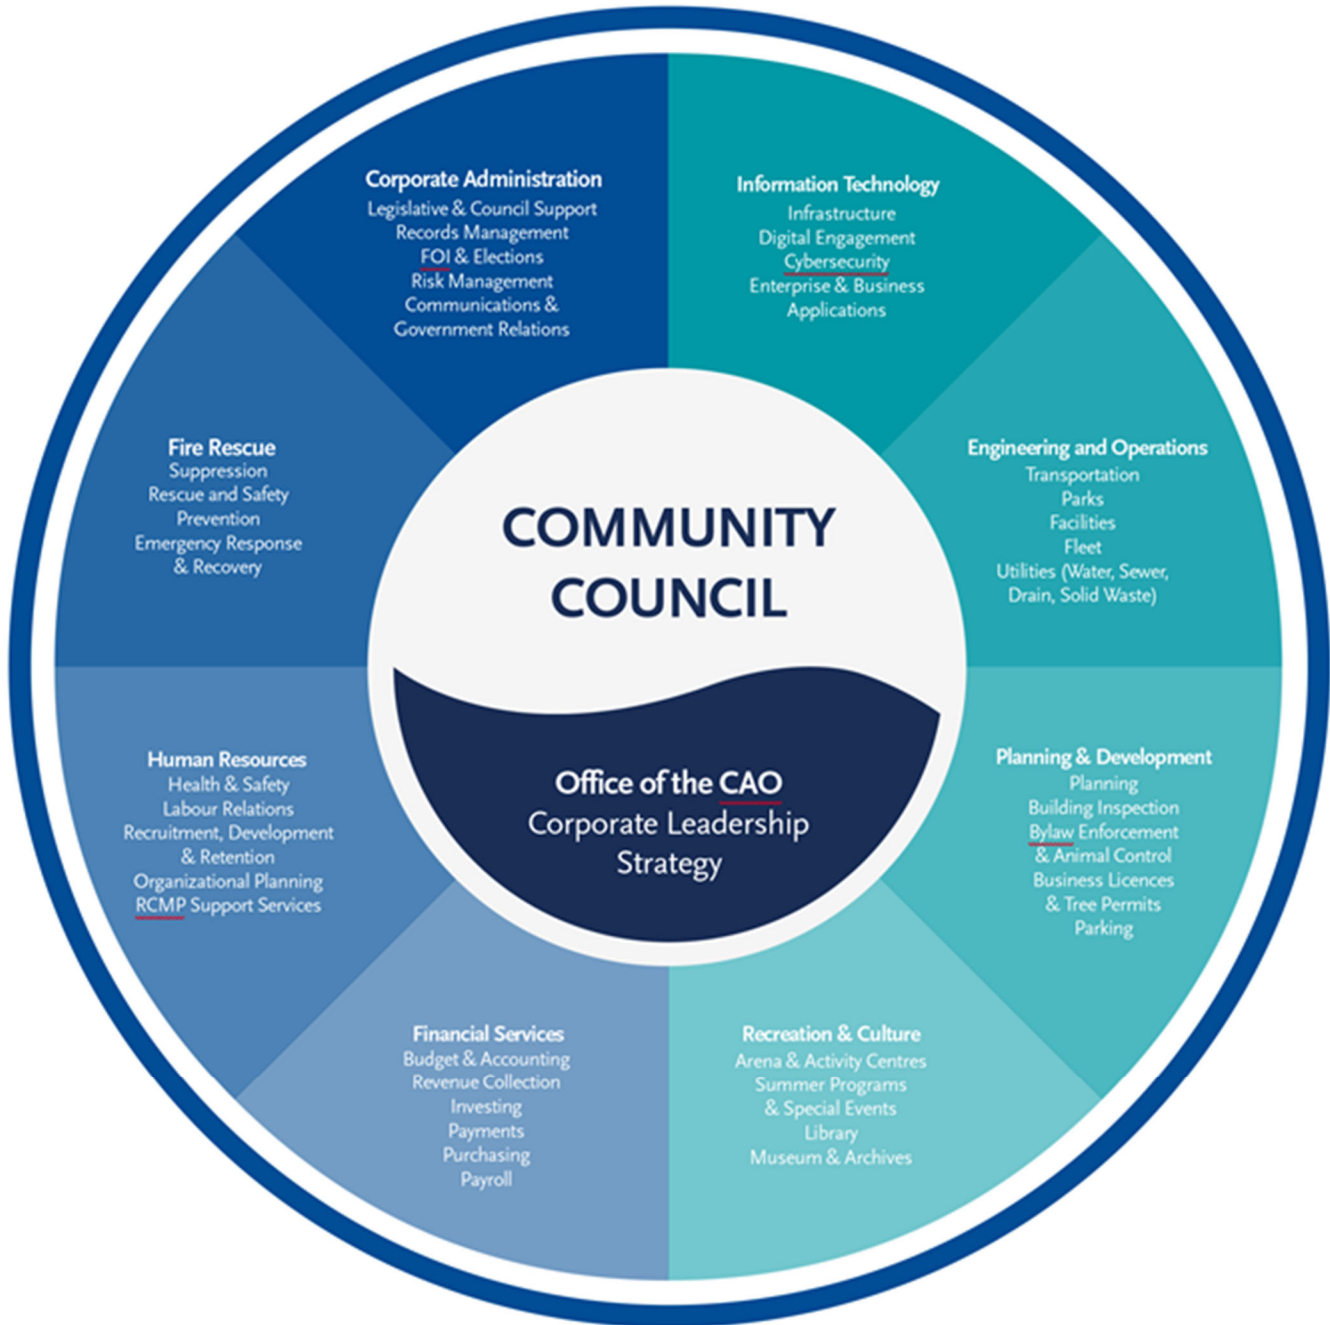 Corporate Administration
Legislative & Council Support
Records Management
FOI & Elections
Risk Management
Communications &
Government Relations
Information Technology
Infrastructure
Digital Engagement
Cybersecurity
Enterprise & Business
Applications
Engineering and Operations
Transportation
Parks
Facilities
Fleet
Utilities (Water, Sewer,
Drain, Solid Waste)
Planning & Development
Planning
Building Inspection
Bylaw Enforcement
& Animal Control
Business Licences
& Tree Permits
Parking
Recreation & Culture
Arena & Activity Centres
Summer Programs
& Special Events
Library
Museum & Archives
Financial Services
Budget & Accounting
Revenue Collection
Investing
Payments
Purchasing
Payroll
Human Resources
Health & Safety
Labour Relations
Recruitment, Development
& Retention
Organizational Planning
RCMP Support Services
Fire Rescue
Suppression
Rescue and Safety
Prevention
Emergency Response
& Recovery
COMMUNITY
COUNCIL
Office of the CAO
Corporate Leadership
Strategy